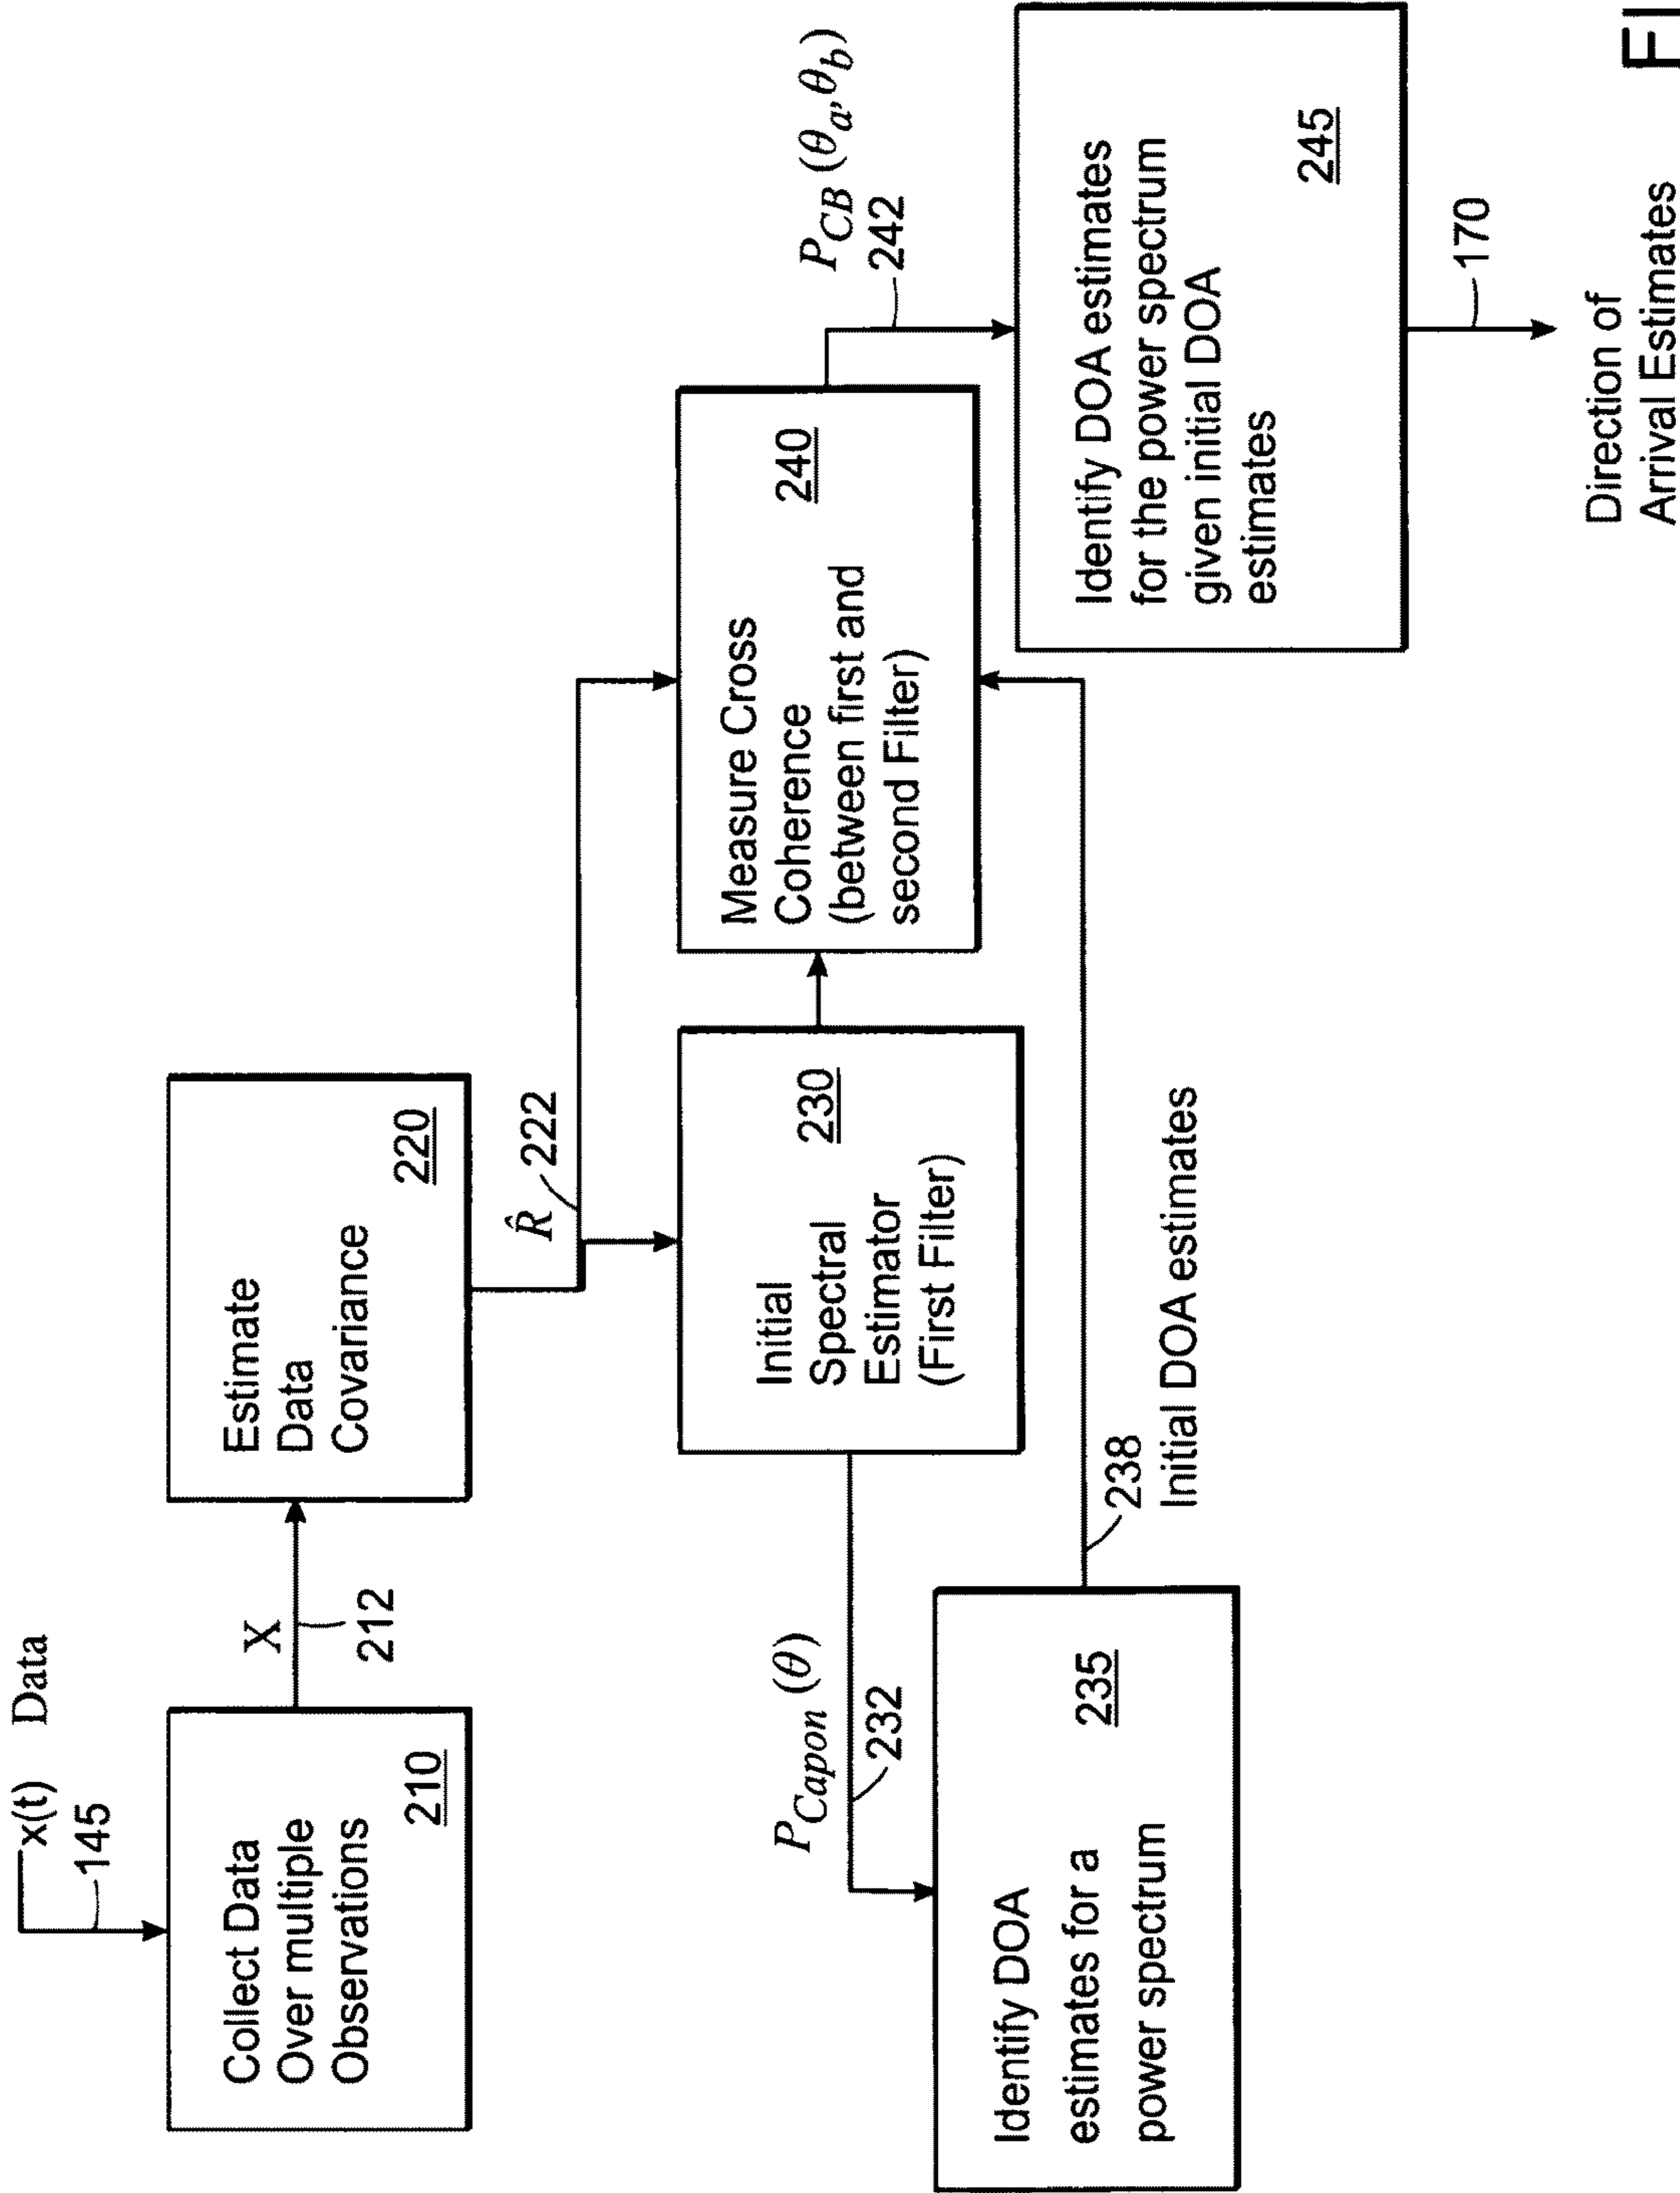 x(t) Data
145
Collect Data
Over multiple
Observations
210
X
212
Estimate
Data
Covariance
220
R̂
222
Initial
Spectral
Estimator
(First Filter)
230
P_Capon (θ)
232
Identify DOA
estimates for a
power spectrum
235
238
Initial DOA estimates
Measure Cross
Coherence
(between first and
second Filter)
240
P_CB (θ_a, θ_b)
242
Identify DOA estimates
for the power spectrum
given initial DOA
estimates
245
170
Direction of
Arrival Estimates